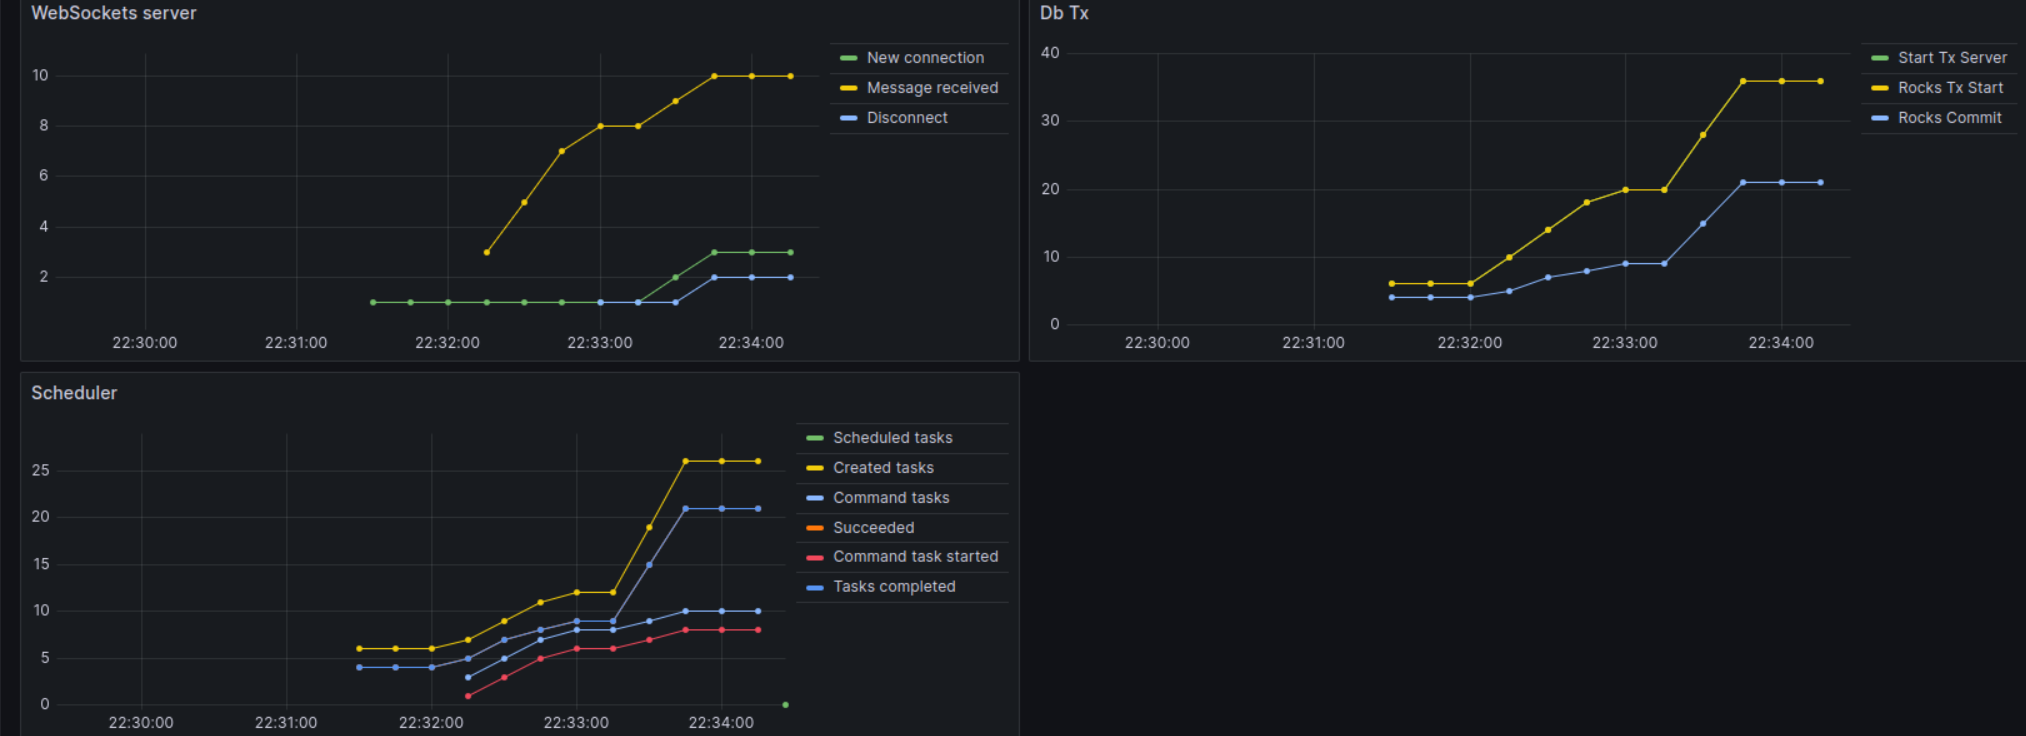 WebSockets server
10
8
6
4
2
22:30:00 22:31:00 22:32:00 22:33:00 22:34:00
New connection
Message received
Disconnect
Db Tx
40
30
20
10
0
22:30:00 22:31:00 22:32:00 22:33:00 22:34:00
Start Tx Server
Rocks Tx Start
Rocks Commit
Scheduler
25
20
15
10
5
0
22:30:00 22:31:00 22:32:00 22:33:00 22:34:00
Scheduled tasks
Created tasks
Command tasks
Succeeded
Command task started
Tasks completed